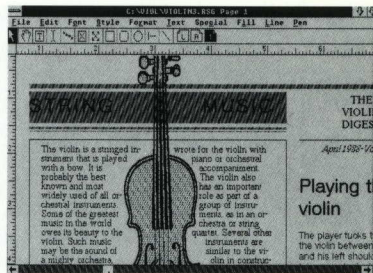 C:\VIOL\VIOLIN3.RSG Page 1
File Edit Font Style Format Text Special Fill Line Pen
STRING MUSIC
The violin is a stringed in-
strument that is played
with a bow. It is
probably the best
known and most
widely used of all or-
chestral instruments.
Some of the greatest
music in the world
owes its beauty to the
violin. Such music
may be the sound of
a mighty orchestra,
wrote for the violin with
piano or orchestral
accompaniment.
The violin also
has an important
role as part of a
group of instru-
ments, as in an or-
chestra or string
quartet. Several other
instruments are
similar to the vi-
olin in construc-
THE
VIOLI
DIGES
April 1988-Vo
Playing t
violin
The player tucks t
the violin between
and his left should